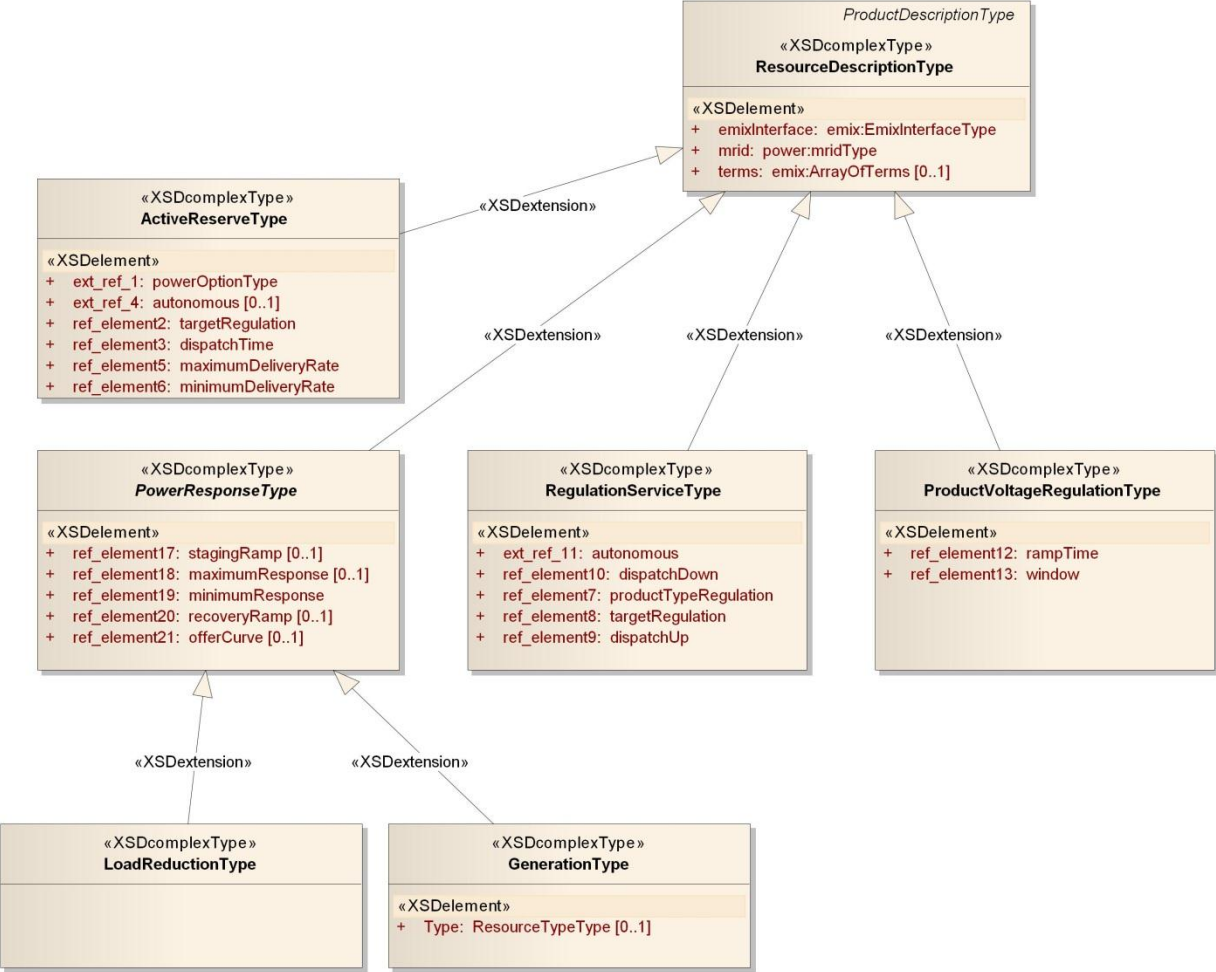 ProductDescriptionType
«XSDcomplexType»
ResourceDescriptionType
«XSDelement»
+ emixInterface: emix:EmixInterfaceType
+ mrid: power:mridType
+ terms: emix:ArrayOfTerms [0..1]
«XSDcomplexType»
ActiveReserveType
«XSDelement»
+ ext_ref_1: powerOptionType
+ ext_ref_4: autonomous [0..1]
+ ref_element2: targetRegulation
+ ref_element3: dispatchTime
+ ref_element5: maximumDeliveryRate
+ ref_element6: minimumDeliveryRate
«XSDextension»
«XSDextension»
«XSDextension»
«XSDextension»
«XSDcomplexType»
PowerResponseType
«XSDelement»
+ ref_element17: stagingRamp [0..1]
+ ref_element18: maximumResponse [0..1]
+ ref_element19: minimumResponse
+ ref_element20: recoveryRamp [0..1]
+ ref_element21: offerCurve [0..1]
«XSDcomplexType»
RegulationServiceType
«XSDelement»
+ ext_ref_11: autonomous
+ ref_element10: dispatchDown
+ ref_element7: productTypeRegulation
+ ref_element8: targetRegulation
+ ref_element9: dispatchUp
«XSDcomplexType»
ProductVoltageRegulationType
«XSDelement»
+ ref_element12: rampTime
+ ref_element13: window
«XSDextension»
«XSDextension»
«XSDcomplexType»
LoadReductionType
«XSDcomplexType»
GenerationType
«XSDelement»
+ Type: ResourceTypeType [0..1]